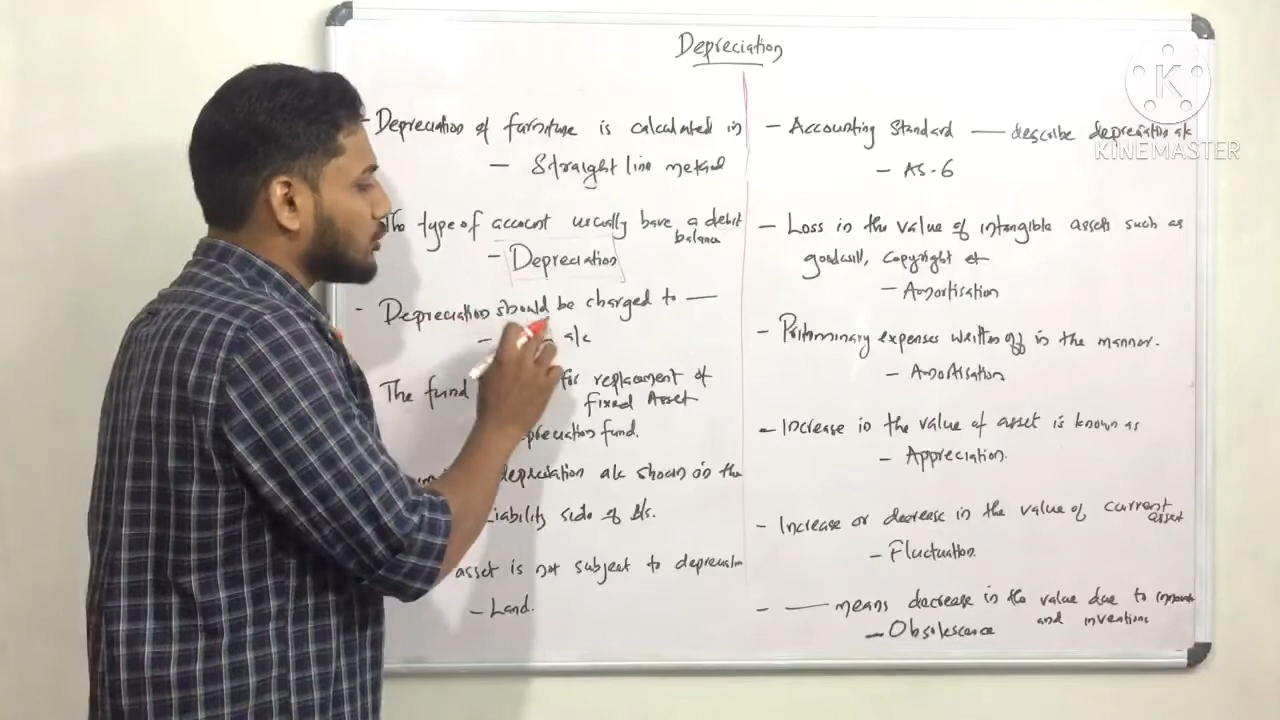 Depreciation
- Depreciation of furniture is calculated in
- Straight line method
The type of account usually have a debit
balance
- Depreciation
- Depreciation should be charged to —
- a/c
The fund for replacement of
fixed Asset
preciation fund.
depreciation a/c shown in the
Liability side of B/s.
asset is not subject to depreciation
- Land.
- Accounting Standard — describe depreciation a/c
- AS-6
- Loss in the value of intangible assets such as
goodwill, copyright et
- Amortisation
- Preliminary expenses written off in the manner.
- Amortisation
- Increase in the value of asset is known as
- Appreciation.
- Increase or decrease in the value of current
asset
- Fluctuation.
- — means decrease in the value due to
and inventions
- Obsolescence
K
KINEMASTER